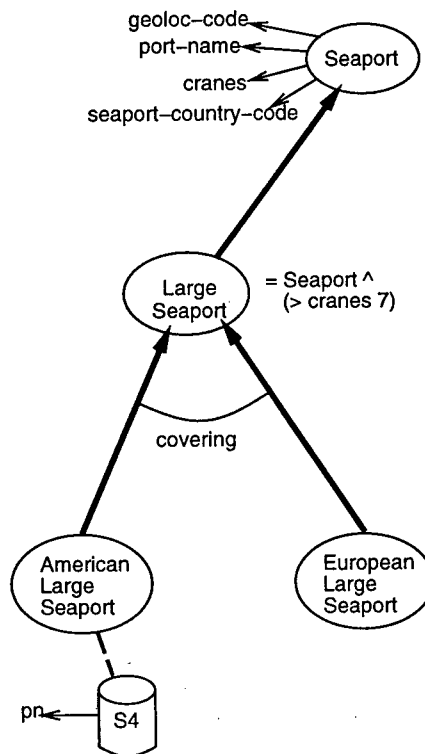 geoloc–code
port–name
cranes
seaport–country–code
Seaport
Large
Seaport
= Seaport ^
(> cranes 7)
covering
American
Large
Seaport
European
Large
Seaport
pn
S4